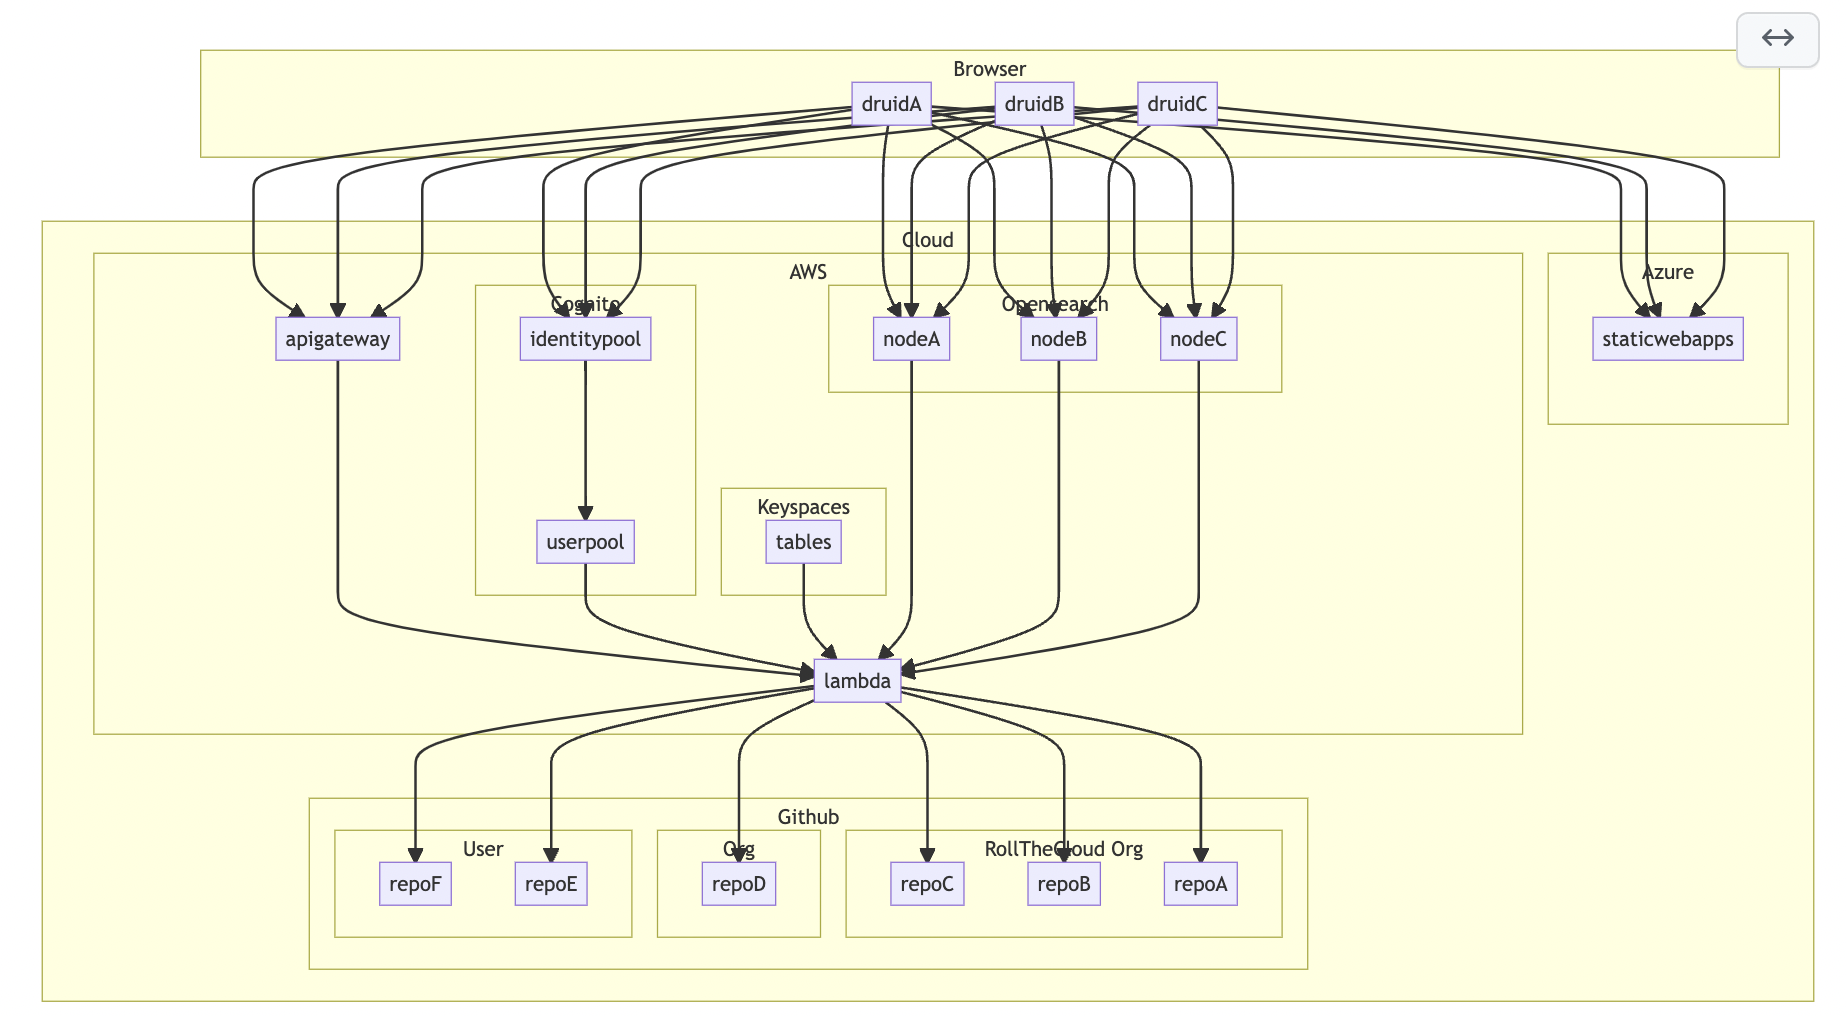 Browser
druidA
druidB
druidC
Cloud
AWS
Azure
Cognito
Opensearch
apigateway
identitypool
nodeA
nodeB
nodeC
staticwebapps
Keyspaces
userpool
tables
lambda
Github
User
Org
RollTheCloud Org
repoF
repoE
repoD
repoC
repoB
repoA